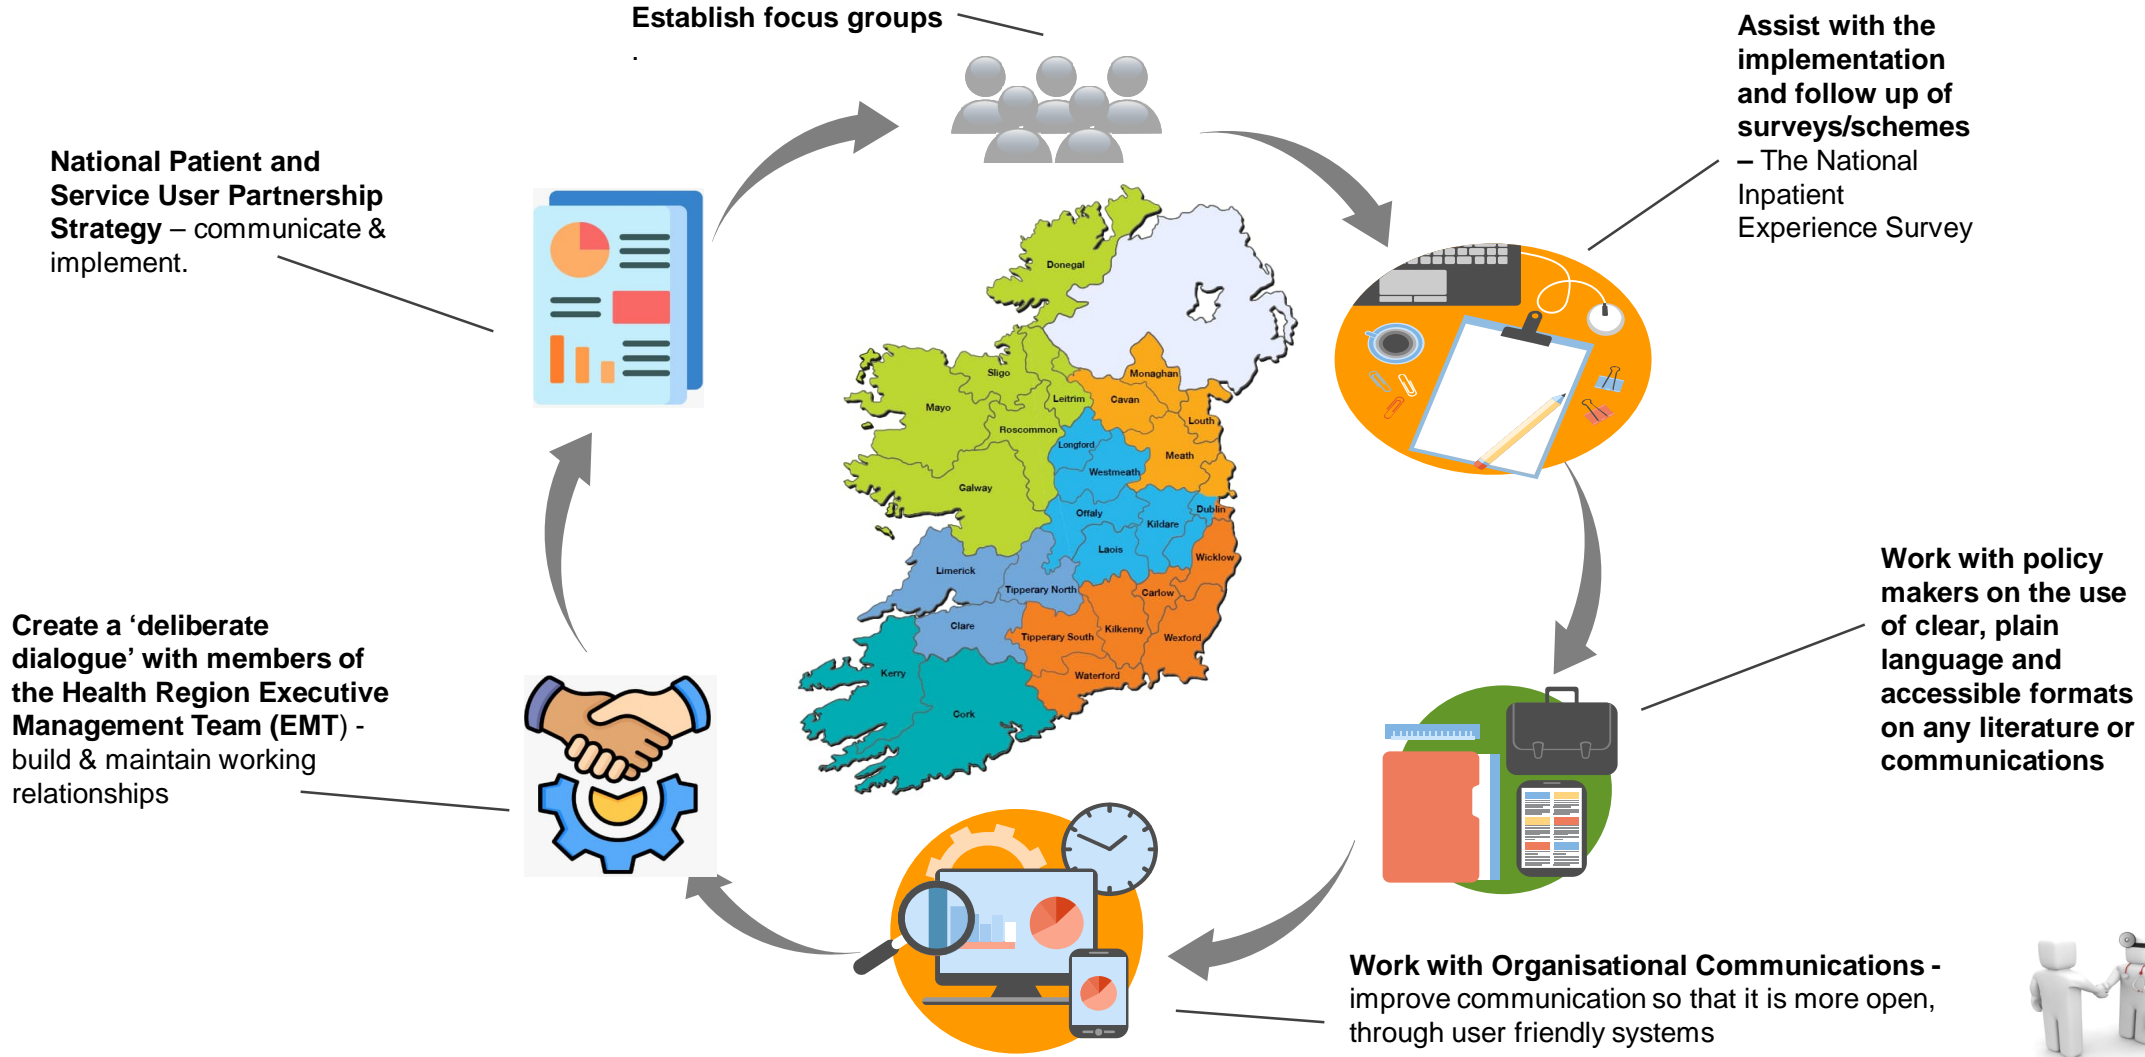 Establish focus groups
.
Assist with the
implementation
and follow up of
surveys/schemes
– The National
Inpatient
Experience Survey
National Patient and
Service User Partnership
Strategy – communicate &
implement.
Donegal
Sligo
Leitrim
Mayo
Roscommon
Galway
Monaghan
Cavan
Louth
Meath
Longford
Westmeath
Offaly
Kildare
Dublin
Laois
Wicklow
Limerick
Tipperary North
Clare
Carlow
Kilkenny
Tipperary South
Wexford
Waterford
Kerry
Cork
Work with policy
makers on the use
of clear, plain
language and
accessible formats
on any literature or
communications
Create a ‘deliberate
dialogue’ with members of
the Health Region Executive
Management Team (EMT) -
build & maintain working
relationships
Work with Organisational Communications -
improve communication so that it is more open,
through user friendly systems